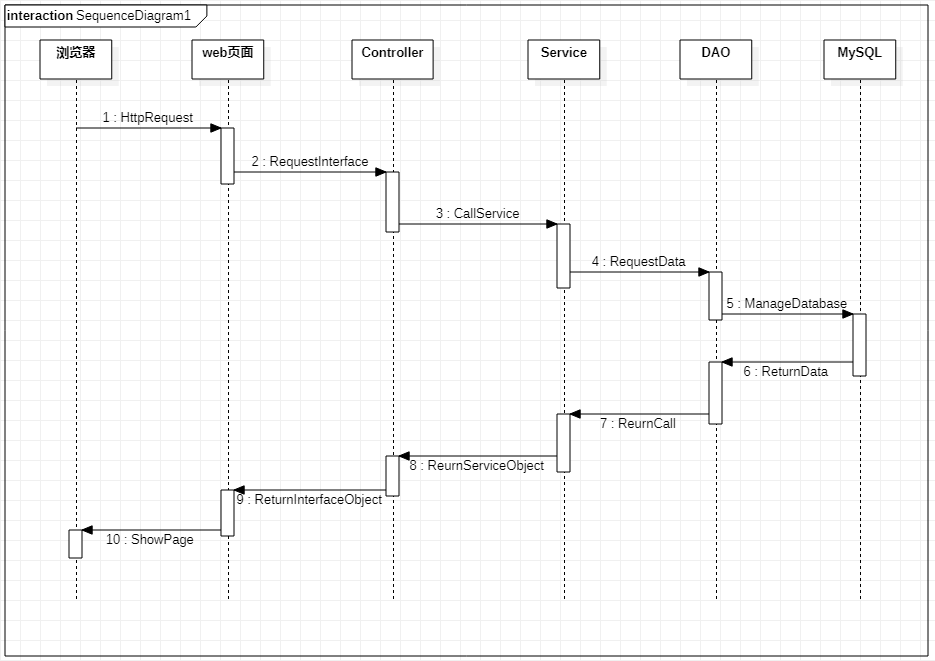 interaction SequenceDiagram1
浏览器
web页面
Controller
Service
DAO
MySQL
1 : HttpRequest
2 : RequestInterface
3 : CallService
4 : RequestData
5 : ManageDatabase
6 : ReturnData
7 : ReurnCall
8 : ReurnServiceObject
9 : ReturnInterfaceObject
10 : ShowPage